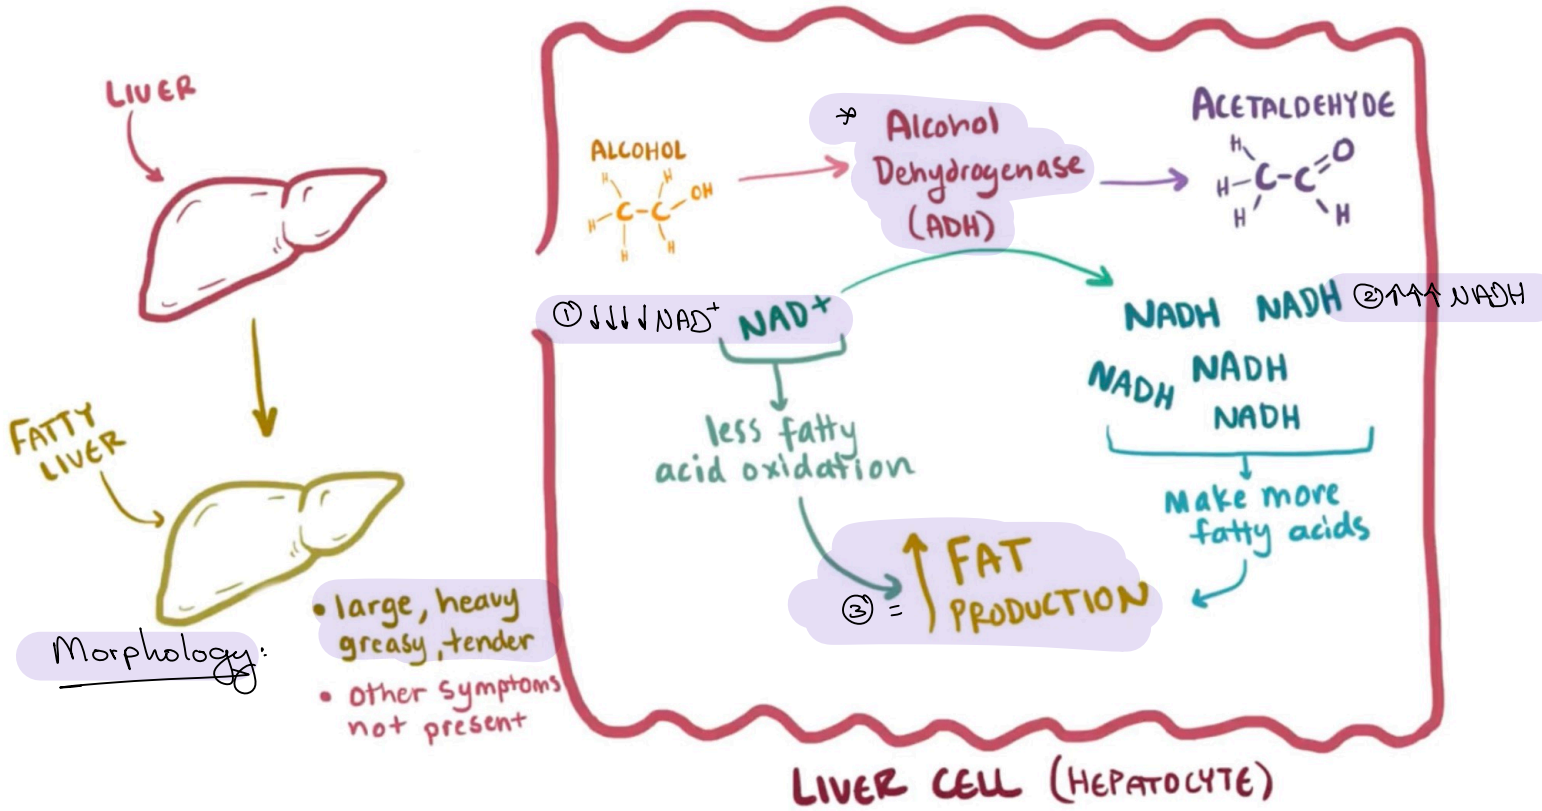 LIVER
FATTY
LIVER
Morphology:
• large, heavy
greasy, tender
• other symptoms
not present
ALCOHOL
H H
OH
H C-C
H H
* Alcohol
Dehydrogenase
(ADH)
ACETALDEHYDE
H O
H-C-C
H H
① ↓↓↓↓ NAD⁺ NAD+
NADH NADH ② ↑↑↑ NADH
NADH NADH
NADH
less fatty
acid oxidation
Make more
fatty acids
③ = ↑ FAT
PRODUCTION
LIVER CELL (HEPATOCYTE)